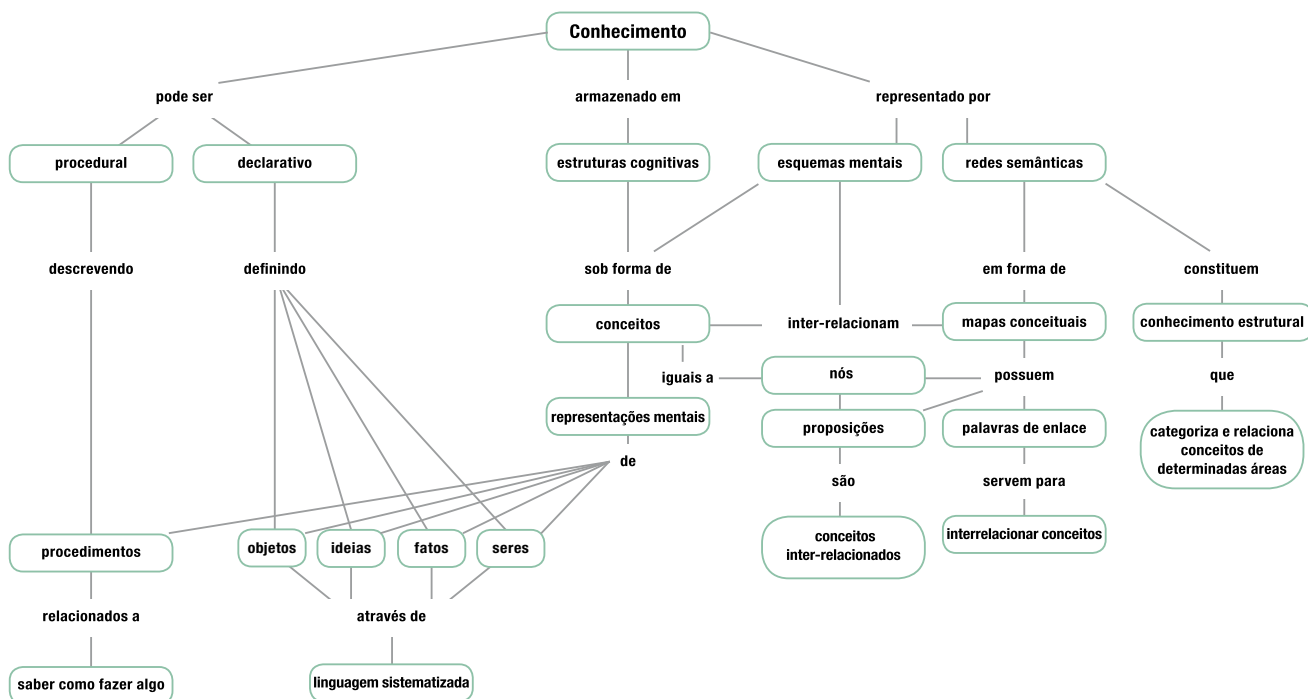 Conhecimento
pode ser
armazenado em
representado por
procedural
declarativo
estruturas cognitivas
esquemas mentais
redes semânticas
descrevendo
definindo
sob forma de
em forma de
constituem
conceitos
inter-relacionam
mapas conceituais
conhecimento estrutural
iguais a
nós
possuem
que
representações mentais
proposições
palavras de enlace
categoriza e relaciona
conceitos de
determinadas áreas
de
são
servem para
procedimentos
objetos
ideias
fatos
seres
conceitos
inter-relacionados
interrelacionar conceitos
relacionados a
através de
saber como fazer algo
linguagem sistematizada